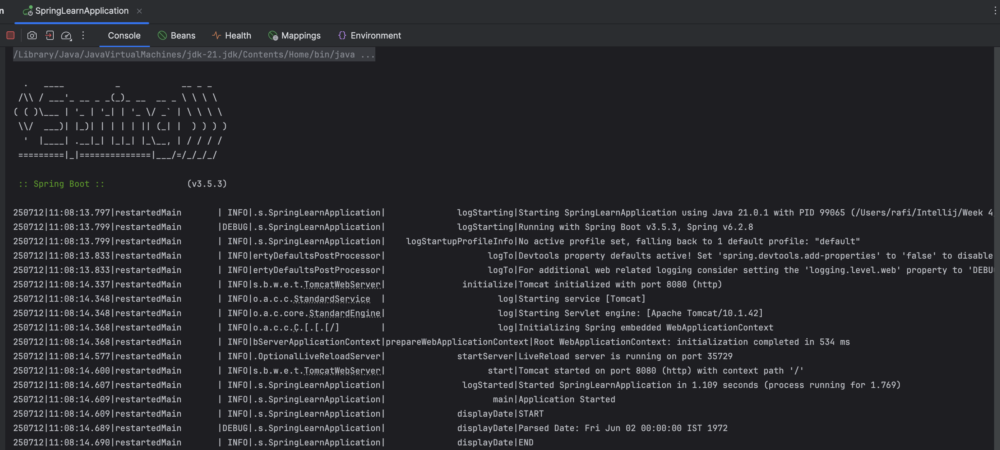 n SpringLearnApplication ×
Console Beans Health Mappings Environment
/Library/Java/JavaVirtualMachines/jdk-21.jdk/Contents/Home/bin/java ...
  .   ____          _            __ _ _
 /\\ / ___'_ __ _ _(_)_ __  __ _ \ \ \ \
( ( )\___ | '_ | '_| | '_ \/ _` | \ \ \ \
 \\/  ___)| |_)| | | | | || (_| |  ) ) ) )
  '  |____| .__|_| |_|_| |_\__, | / / / /
 =========|_|==============|___/=/_/_/_/
 :: Spring Boot ::                (v3.5.3)
250712|11:08:13.797|restartedMain       | INFO|.s.SpringLearnApplication|              logStarting|Starting SpringLearnApplication using Java 21.0.1 with PID 99065 (/Users/rafi/Intellij/Week 4
250712|11:08:13.799|restartedMain       |DEBUG|.s.SpringLearnApplication|              logStarting|Running with Spring Boot v3.5.3, Spring v6.2.8
250712|11:08:13.799|restartedMain       | INFO|.s.SpringLearnApplication|    logStartupProfileInfo|No active profile set, falling back to 1 default profile: "default"
250712|11:08:13.833|restartedMain       | INFO|ertyDefaultsPostProcessor|                    logTo|Devtools property defaults active! Set 'spring.devtools.add-properties' to 'false' to disable
250712|11:08:13.833|restartedMain       | INFO|ertyDefaultsPostProcessor|                    logTo|For additional web related logging consider setting the 'logging.level.web' property to 'DEBU
250712|11:08:14.337|restartedMain       | INFO|s.b.w.e.t.TomcatWebServer|               initialize|Tomcat initialized with port 8080 (http)
250712|11:08:14.348|restartedMain       | INFO|o.a.c.c.StandardService  |                      log|Starting service [Tomcat]
250712|11:08:14.348|restartedMain       | INFO|o.a.c.core.StandardEngine|                      log|Starting Servlet engine: [Apache Tomcat/10.1.42]
250712|11:08:14.368|restartedMain       | INFO|o.a.c.c.C.[.[.[/]        |                      log|Initializing Spring embedded WebApplicationContext
250712|11:08:14.368|restartedMain       | INFO|bServerApplicationContext|prepareWebApplicationContext|Root WebApplicationContext: initialization completed in 534 ms
250712|11:08:14.577|restartedMain       | INFO|.OptionalLiveReloadServer|              startServer|LiveReload server is running on port 35729
250712|11:08:14.600|restartedMain       | INFO|s.b.w.e.t.TomcatWebServer|                    start|Tomcat started on port 8080 (http) with context path '/'
250712|11:08:14.607|restartedMain       | INFO|.s.SpringLearnApplication|               logStarted|Started SpringLearnApplication in 1.109 seconds (process running for 1.769)
250712|11:08:14.609|restartedMain       | INFO|.s.SpringLearnApplication|                     main|Application Started
250712|11:08:14.609|restartedMain       | INFO|.s.SpringLearnApplication|              displayDate|START
250712|11:08:14.689|restartedMain       |DEBUG|.s.SpringLearnApplication|              displayDate|Parsed Date: Fri Jun 02 00:00:00 IST 1972
250712|11:08:14.690|restartedMain       | INFO|.s.SpringLearnApplication|              displayDate|END